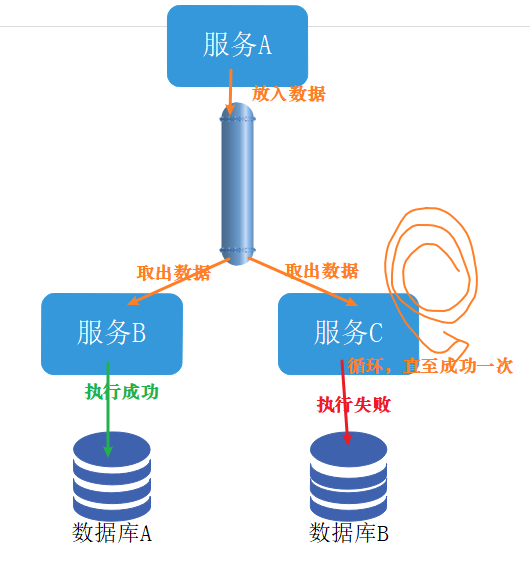 服务A
放入数据
取出数据
取出数据
服务B
服务C
循环，直至成功一次
执行成功
执行失败
数据库A
数据库B